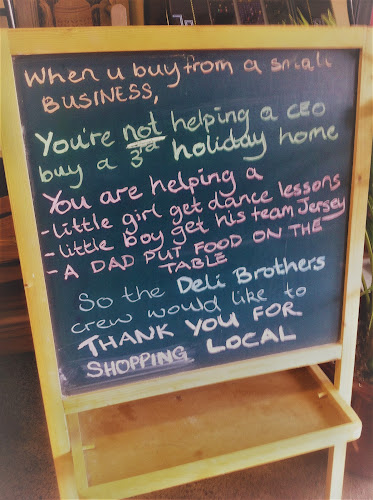 When u buy from a small
BUSINESS,
You're not helping a CEO
buy a 3rd holiday home
You are helping a
- little girl get dance lessons
- little boy get his team Jersey
- A DAD PUT FOOD ON THE
TABLE
So the Deli Brothers
crew would like to
THANK YOU FOR
SHOPPING LOCAL